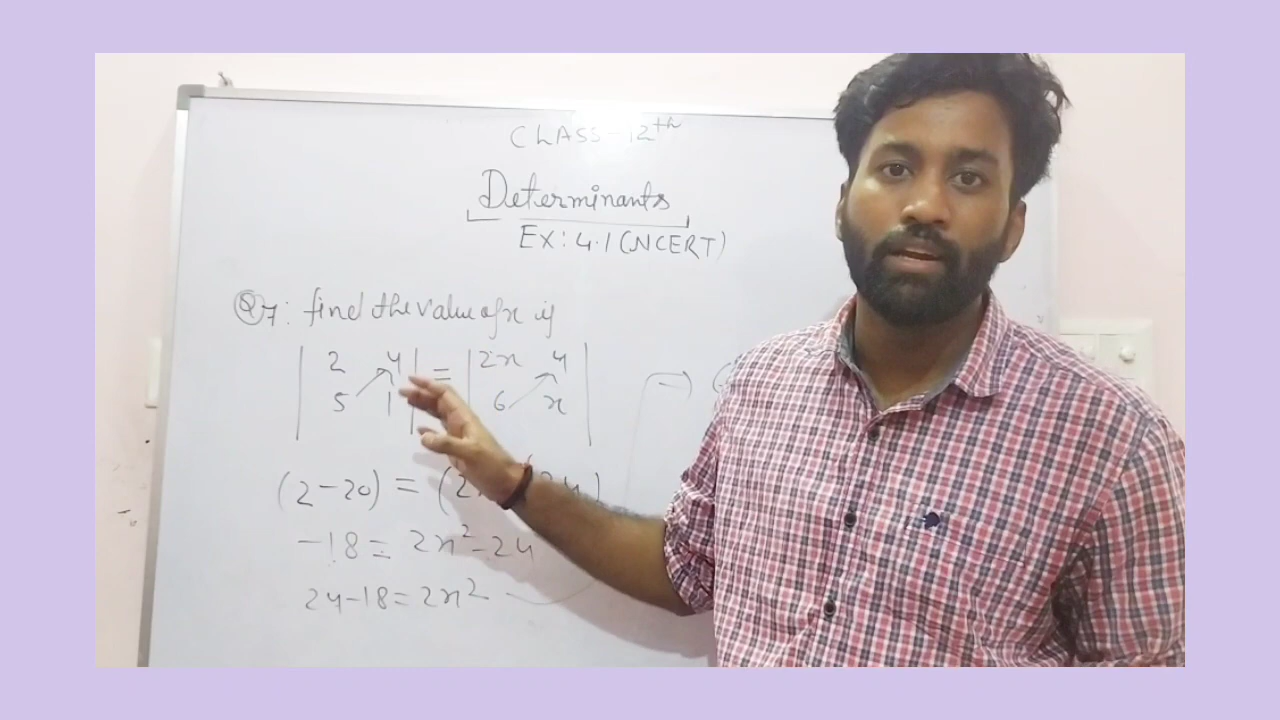 CLASS-12th
Determinants
EX: 4.1 (NCERT)
Q7: find the value of x if
| 2 4 | = | 2x 4 |
| 5 1 | | 6 x |
(2-20) = (2
-18 = 2x²-24
24-18 = 2x²